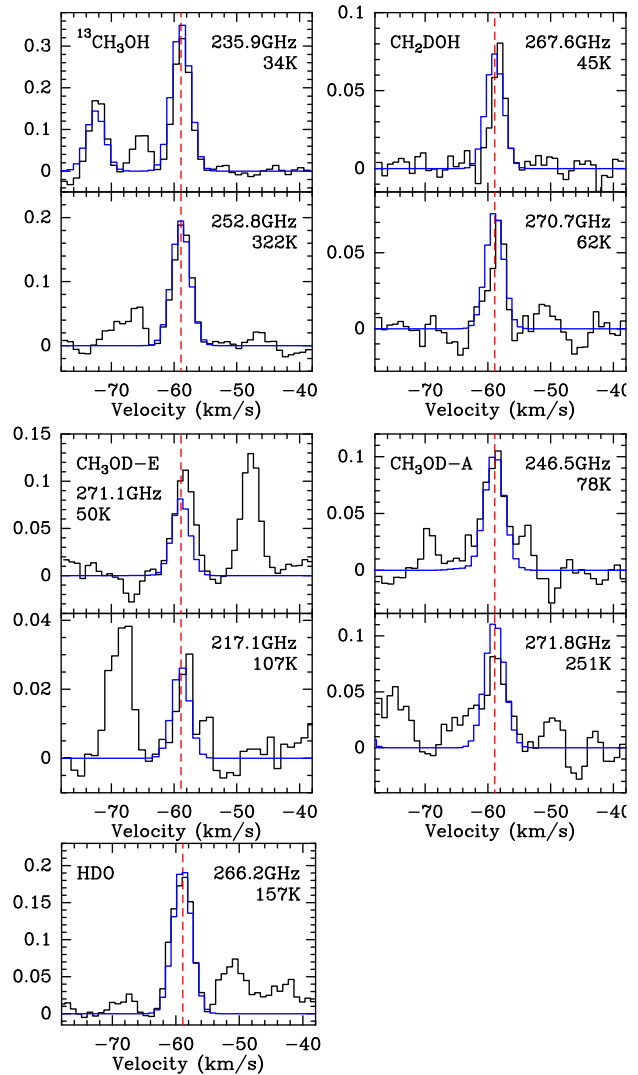 ¹³CH₃OH 235.9GHz
34K
0.3
0.2
0.1
0
CH₂DOH 267.6GHz
45K
0.1
0.05
0
252.8GHz
322K
0.2
0.1
0
270.7GHz
62K
0.05
0
−70 −60 −50 −40
Velocity (km/s)
−70 −60 −50 −40
Velocity (km/s)
CH₃OD−E
271.1GHz
50K
0.15
0.1
0.05
0
CH₃OD−A 246.5GHz
78K
0.1
0.05
0
217.1GHz
107K
0.04
0.02
0
271.8GHz
251K
0.1
0.05
0
−70 −60 −50 −40
Velocity (km/s)
−70 −60 −50 −40
Velocity (km/s)
HDO 266.2GHz
157K
0.2
0.15
0.1
0.05
0
−70 −60 −50 −40
Velocity (km/s)